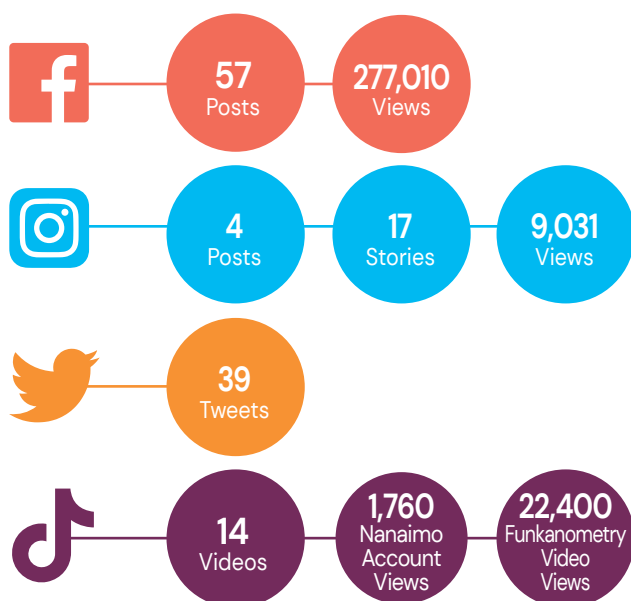 57
Posts
277,010
Views
4
Posts
17
Stories
9,031
Views
39
Tweets
14
Videos
1,760
Nanaimo
Account
Views
22,400
Funkanometry
Video
Views